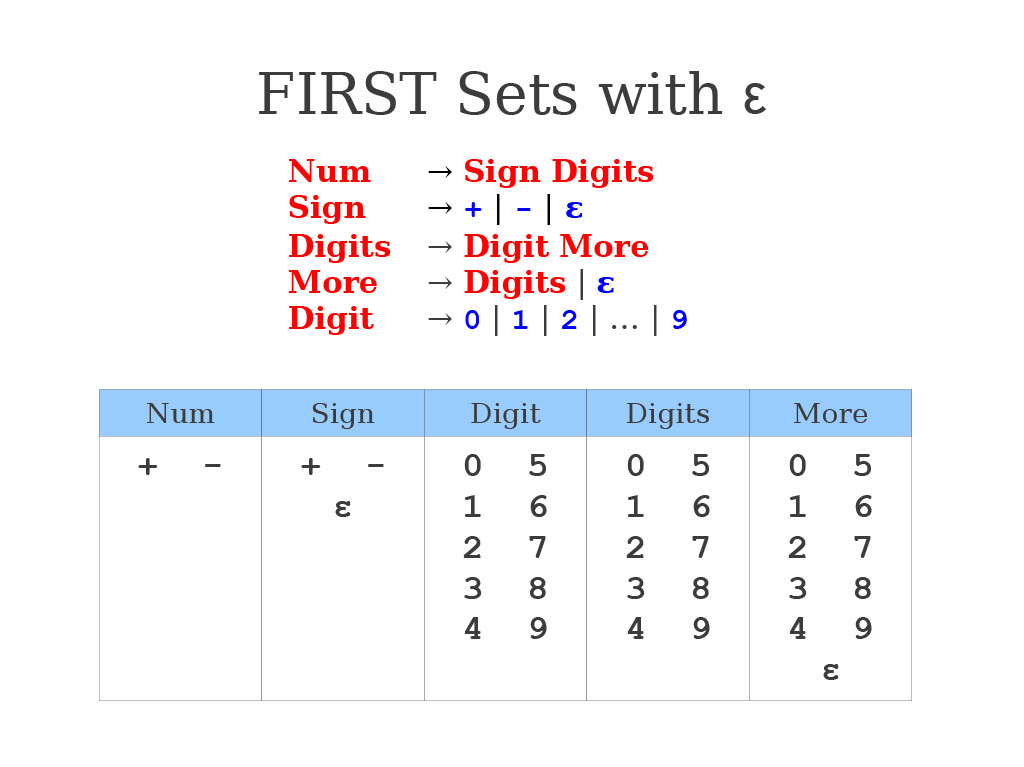 FIRST Sets with ε
Num → Sign Digits
Sign → + | - | ε
Digits → Digit More
More → Digits | ε
Digit → 0 | 1 | 2 | … | 9
Num Sign Digit Digits More
+ - + - 0 5 0 5 0 5
ε 1 6 1 6 1 6
2 7 2 7 2 7
3 8 3 8 3 8
4 9 4 9 4 9
ε